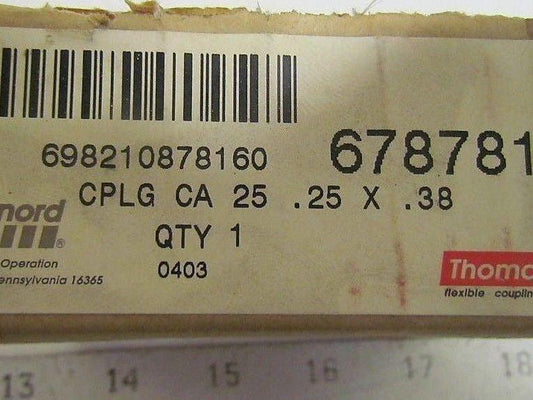 698210878160
678781
CPLG CA 25 .25 X .38
nord
®
QTY 1
Operation
ennsylvania 16365
0403
Thoma
flexible couplin
13 14 15 16 17 18